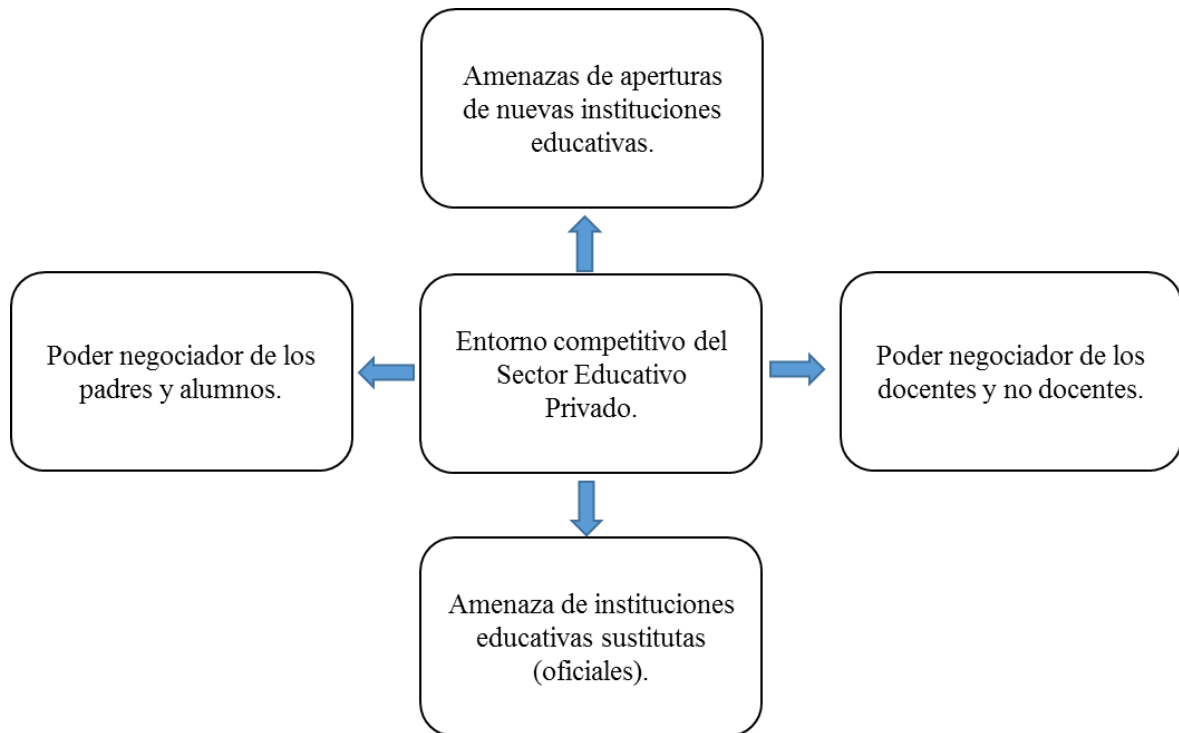 Amenazas de aperturas
de nuevas instituciones
educativas.
Poder negociador de los
padres y alumnos.
Entorno competitivo del
Sector Educativo
Privado.
Poder negociador de los
docentes y no docentes.
Amenaza de instituciones
educativas sustitutas
(oficiales).